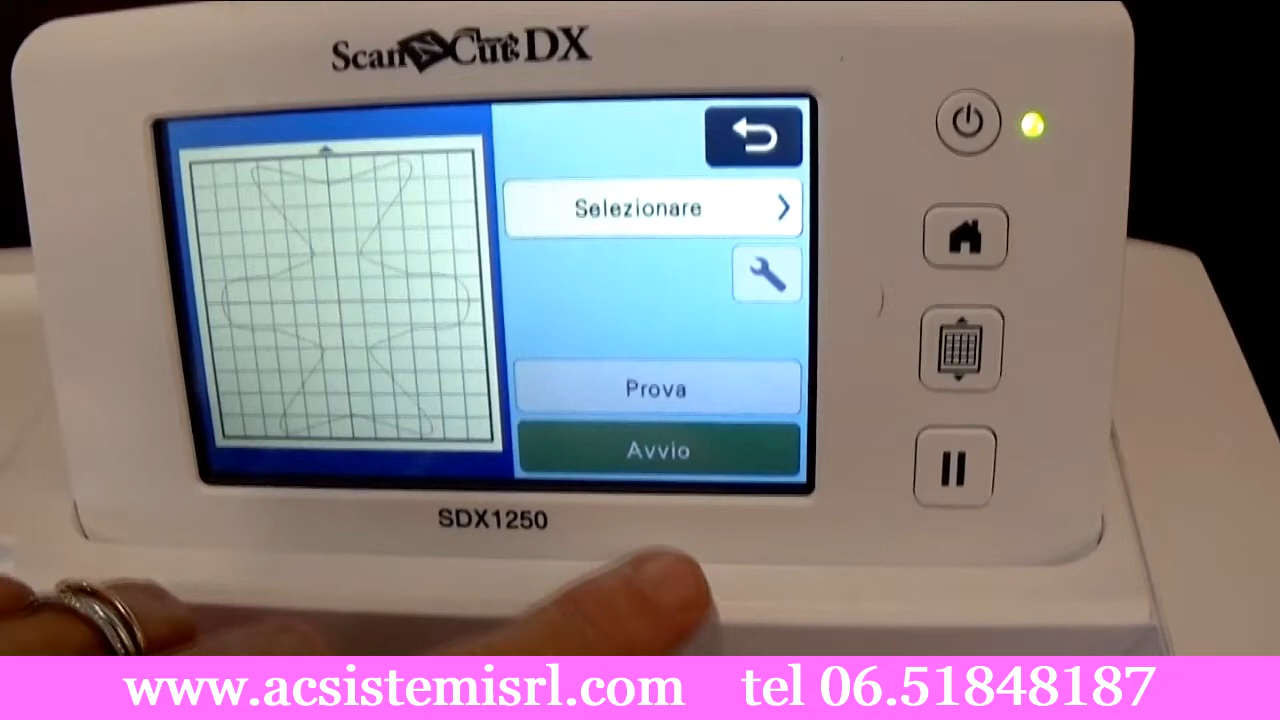 ScanNCut DX
Selezionare
Prova
Avvio
SDX1250
www.acsistemisrl.com tel 06.51848187